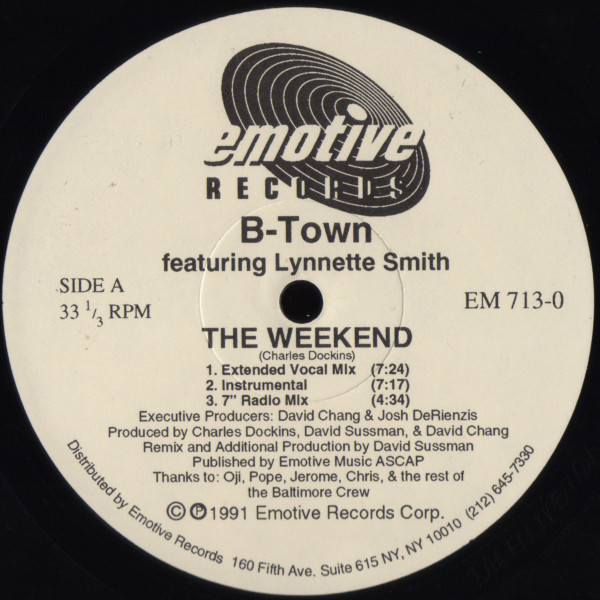 emotive
RECORDS
B-Town
featuring Lynnette Smith
SIDE A
33 1/3 RPM
EM 713-0
THE WEEKEND
(Charles Dockins)
1. Extended Vocal Mix (7:24)
2. Instrumental (7:17)
3. 7" Radio Mix (4:34)
Executive Producers: David Chang & Josh DeRienzis
Produced by Charles Dockins, David Sussman, & David Chang
Remix and Additional Production by David Sussman
Published by Emotive Music ASCAP
Thanks to: Oji, Pope, Jerome, Chris, & the rest of
the Baltimore Crew
©℗1991 Emotive Records Corp.
Distributed by Emotive Records 160 Fifth Ave. Suite 615 NY, NY 10010 (212) 645-7330